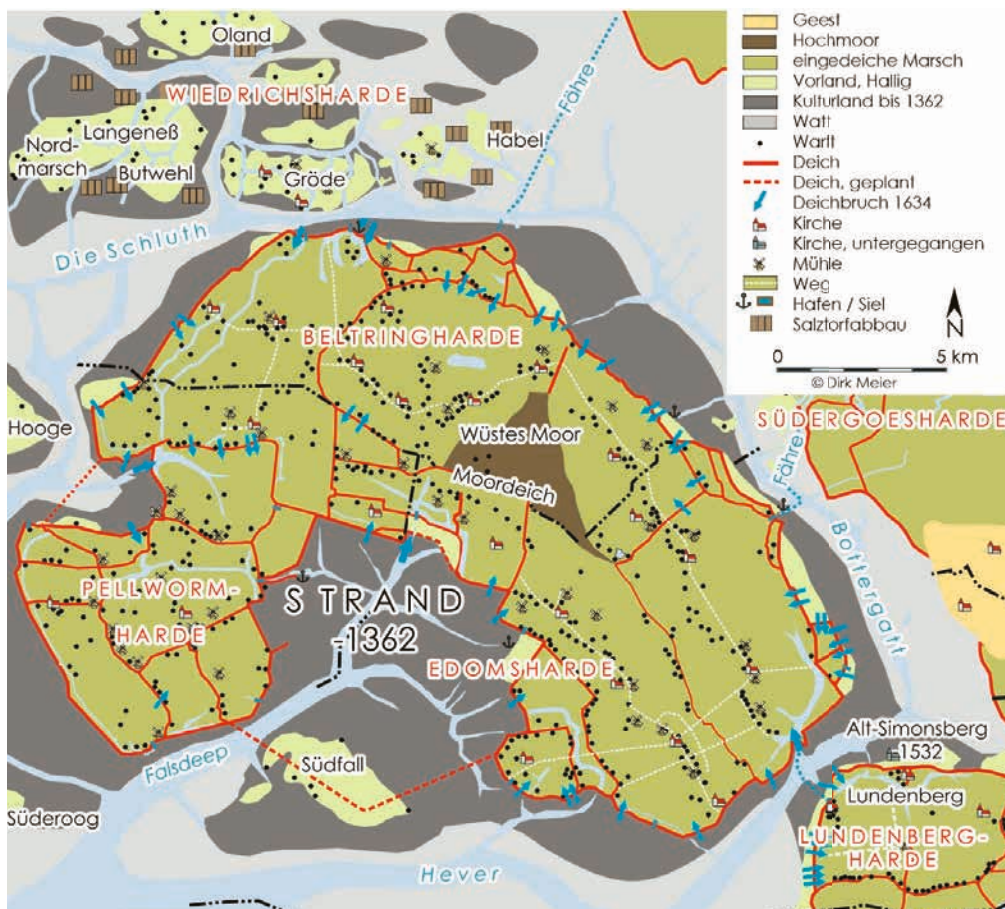 Oland
WIEDRICHSHARDE
Langeneß
Nord-
marsch
Butwehl
Gröde
Habel
Fähre
Die Schluth
BELTRINGHARDE
Hooge
Wüstes Moor
Moordeich
PELLWORM-
HARDE
STRAND
-1362
EDOMSHARDE
SÜDERGOESHARDE
Fähre
Bottergatt
Falsdeep
Südfall
Süderoog
Hever
Alt-Simonsberg
1532
Lundenberg
LUNDENBERG-
HARDE
Geest
Hochmoor
eingedeiche Marsch
Vorland, Hallig
Kulturland bis 1362
Watt
Warft
Deich
Deich, geplant
Deichbruch 1634
Kirche
Kirche, untergegangen
Mühle
Weg
Hafen / Siel
Salztorfabbau
N
0 5 km
© Dirk Meier